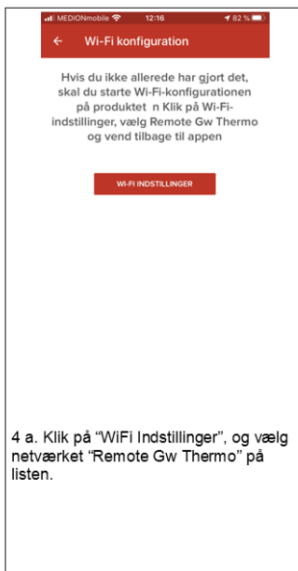 MEDIONmobile 12:16 82 %
← Wi-Fi konfiguration
Hvis du ikke allerede har gjort det,
skal du starte Wi-Fi-konfigurationen
på produktet n Klik på Wi-Fi-
indstillinger, vælg Remote Gw Thermo
og vend tilbage til appen
WI-FI INDSTILLINGER
4 a. Klik på “WiFi Indstillinger”, og vælg
netværket “Remote Gw Thermo” på
listen.